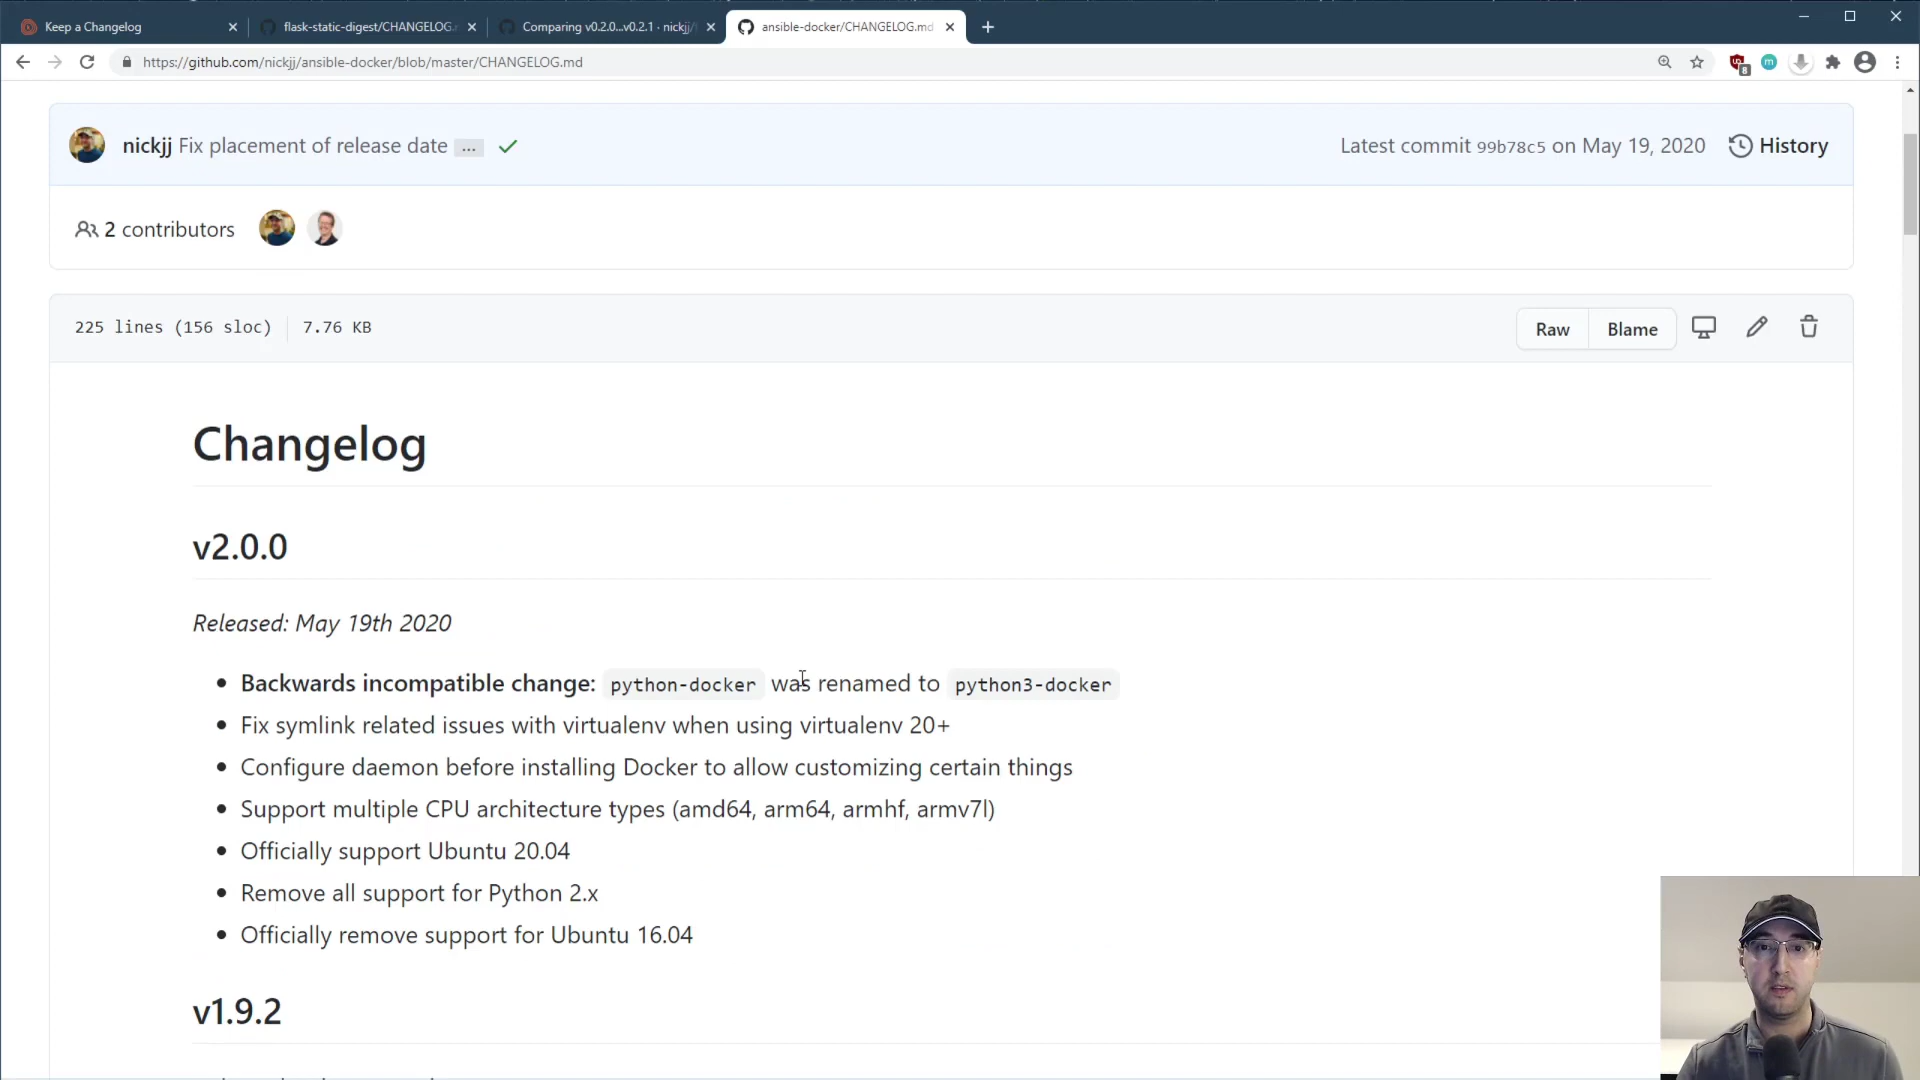 Keep a Changelog
flask-static-digest/CHANGELOG.
Comparing v0.2.0...v0.2.1 · nickjj/
ansible-docker/CHANGELOG.md
https://github.com/nickjj/ansible-docker/blob/master/CHANGELOG.md
8
m
nickjj Fix placement of release date ...
Latest commit 99b78c5 on May 19, 2020
History
2 contributors
225 lines (156 sloc)
7.76 KB
Raw
Blame
Changelog
v2.0.0
Released: May 19th 2020
Backwards incompatible change: python-docker was renamed to python3-docker
Fix symlink related issues with virtualenv when using virtualenv 20+
Configure daemon before installing Docker to allow customizing certain things
Support multiple CPU architecture types (amd64, arm64, armhf, armv7l)
Officially support Ubuntu 20.04
Remove all support for Python 2.x
Officially remove support for Ubuntu 16.04
v1.9.2